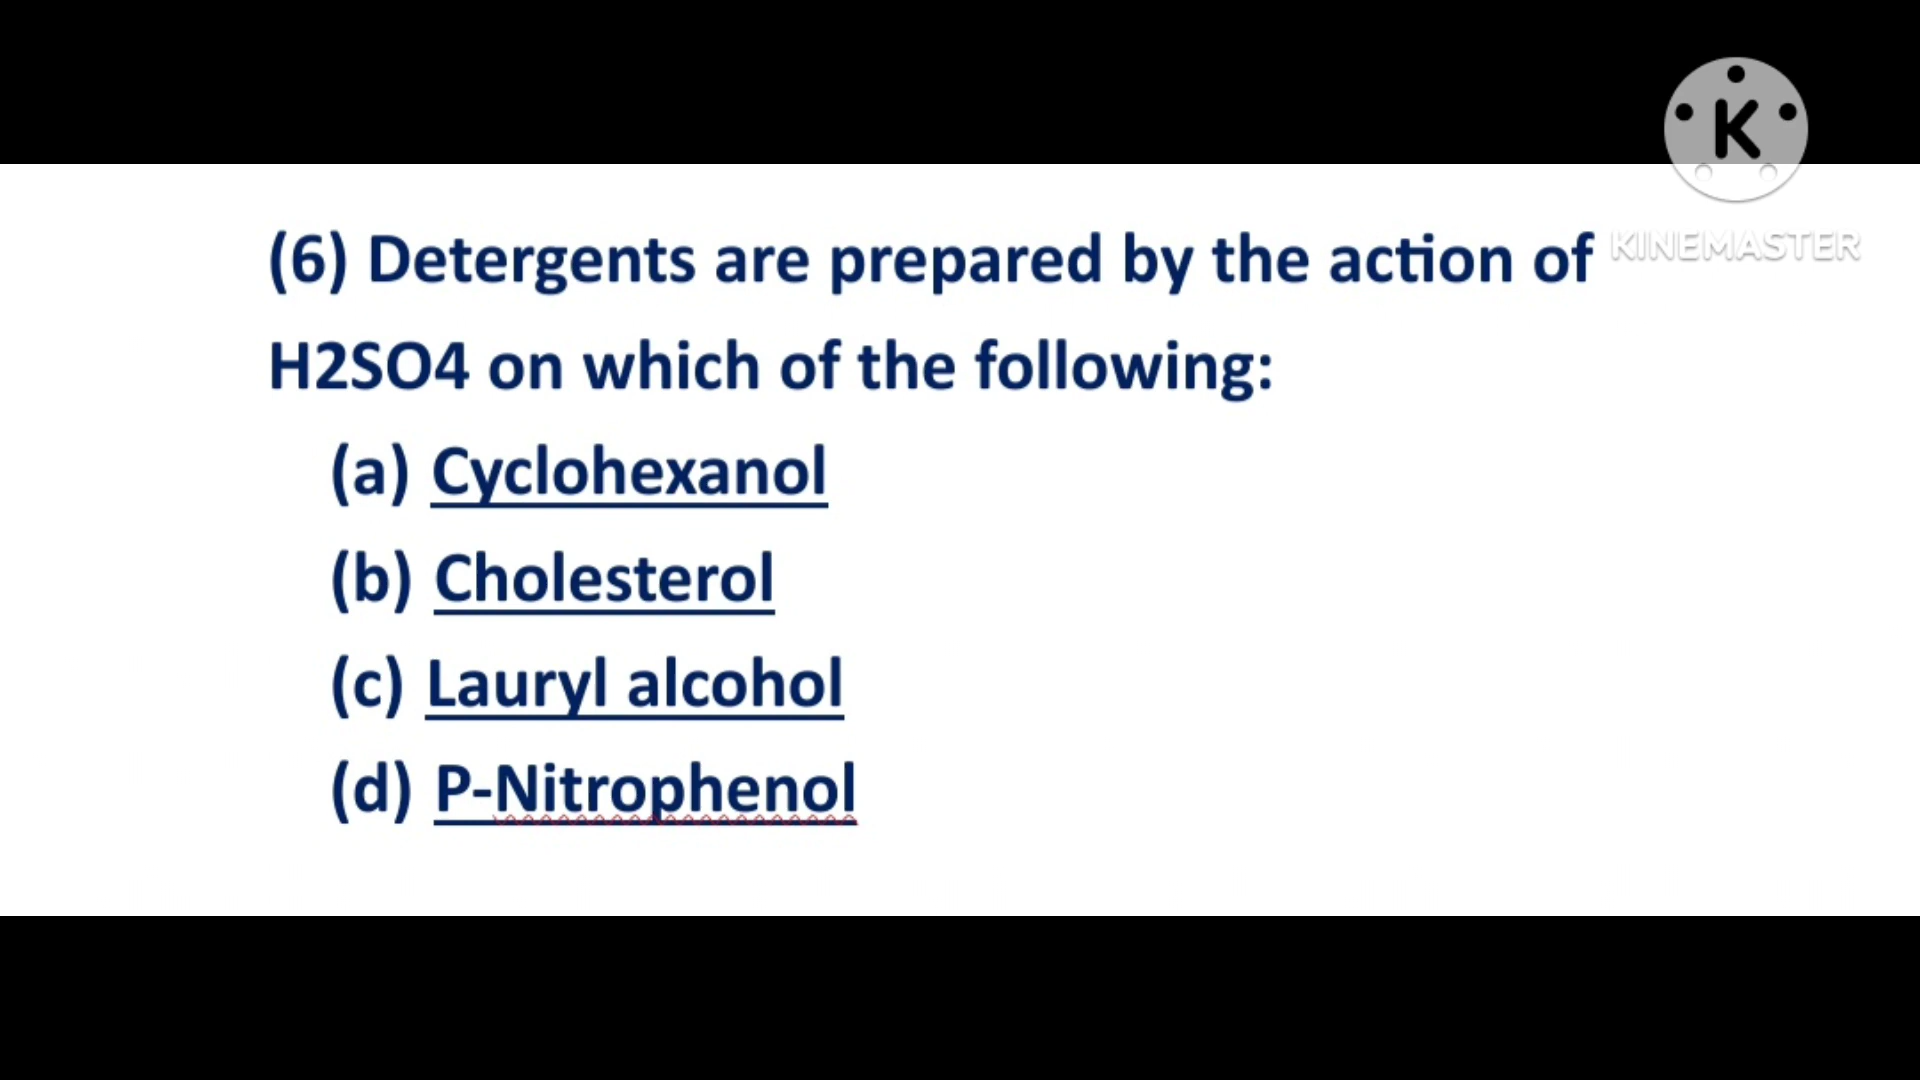 K
KINEMASTER
(6) Detergents are prepared by the action of
H2SO4 on which of the following:
(a) Cyclohexanol
(b) Cholesterol
(c) Lauryl alcohol
(d) P-Nitrophenol